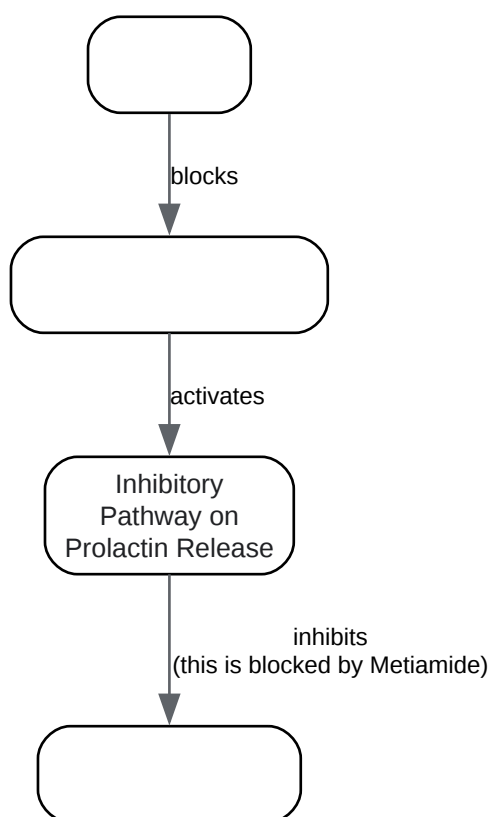 blocks
activates
Inhibitory
Pathway on
Prolactin Release
inhibits
(this is blocked by Metiamide)